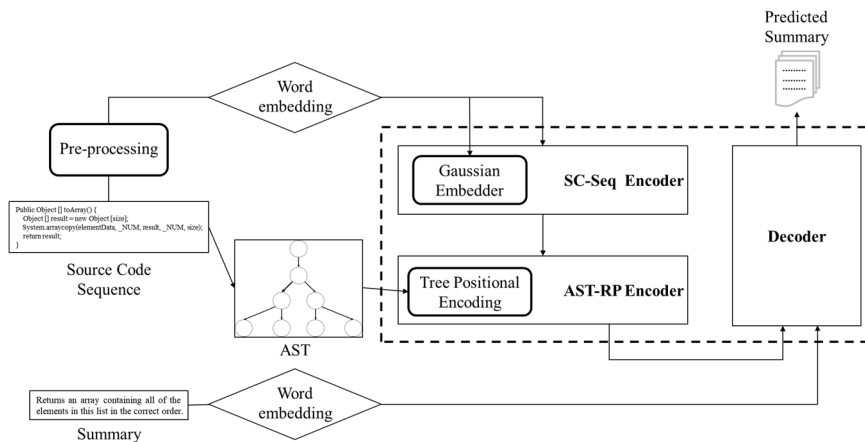 Predicted
Summary
Word
embedding
Pre-processing
Gaussian
Embedder
SC-Seq Encoder
Decoder
Public Object [] toArray() {
Object [] result = new Object [size];
System.arraycopy(elementData, _NUM, result, _NUM, size);
return result;
}
Source Code
Sequence
Tree Positional
Encoding
AST-RP Encoder
AST
Returns an array containing all of the
elements in this list in the correct order.
Summary
Word
embedding